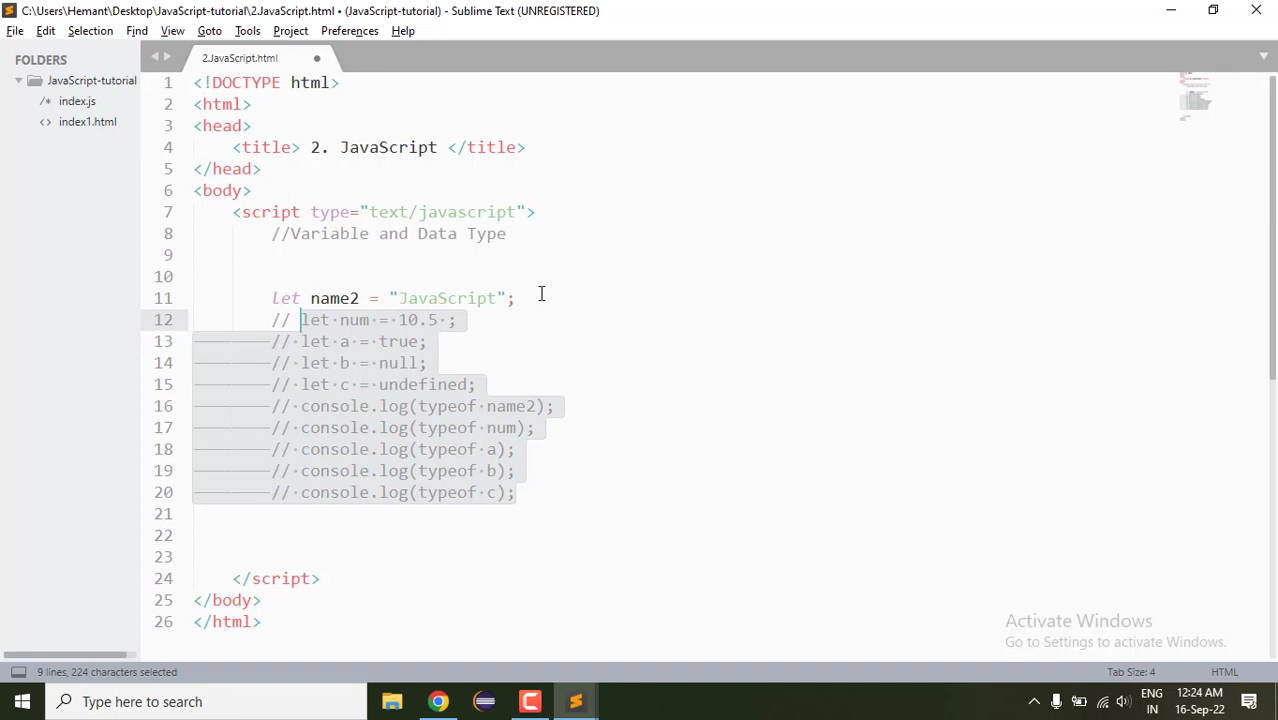 C:\Users\Hemant\Desktop\JavaScript-tutorial\2.JavaScript.html • (JavaScript-tutorial) - Sublime Text (UNREGISTERED)
File Edit Selection Find View Goto Tools Project Preferences Help
FOLDERS
JavaScript-tutorial
/* index.js
<> index1.html
2.JavaScript.html
1 <!DOCTYPE html>
2 <html>
3 <head>
4 <title> 2. JavaScript </title>
5 </head>
6 <body>
7 <script type="text/javascript">
8 //Variable and Data Type
9
10
11 let name2 = "JavaScript";
12 // let num = 10.5 ;
13 // let a = true;
14 // let b = null;
15 // let c = undefined;
16 // console.log(typeof name2);
17 // console.log(typeof num);
18 // console.log(typeof a);
19 // console.log(typeof b);
20 // console.log(typeof c);
21
22
23
24 </script>
25 </body>
26 </html>
Activate Windows
Go to Settings to activate Windows.
9 lines, 224 characters selected
Tab Size: 4
HTML
Type here to search
ENG
IN
12:24 AM
16-Sep-22